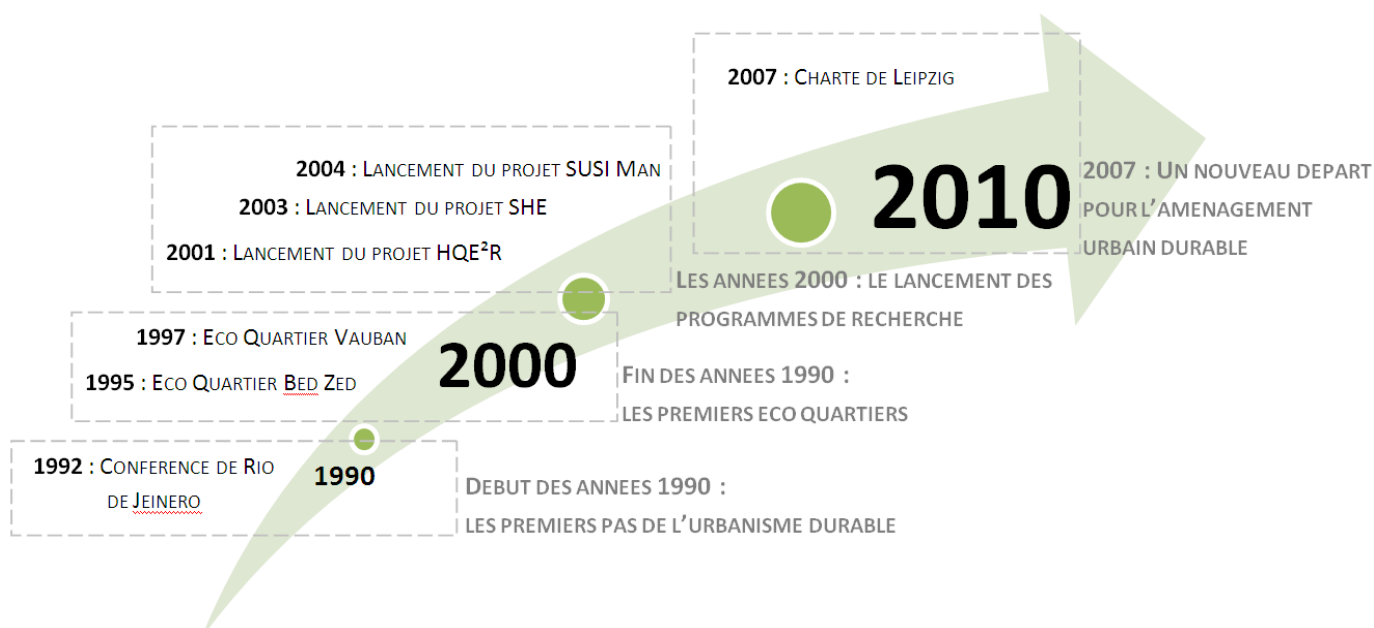 2007 : CHARTE DE LEIPZIG
2010
2007 : UN NOUVEAU DEPART
POUR L'AMENAGEMENT
URBAIN DURABLE
2004 : LANCEMENT DU PROJET SUSI MAN
2003 : LANCEMENT DU PROJET SHE
2001 : LANCEMENT DU PROJET HQE²R
LES ANNEES 2000 : LE LANCEMENT DES
PROGRAMMES DE RECHERCHE
1997 : ECO QUARTIER VAUBAN
1995 : ECO QUARTIER BED ZED
2000
FIN DES ANNEES 1990 :
LES PREMIERS ECO QUARTIERS
1992 : CONFERENCE DE RIO
DE JEINERO
1990
DEBUT DES ANNEES 1990 :
LES PREMIERS PAS DE L'URBANISME DURABLE